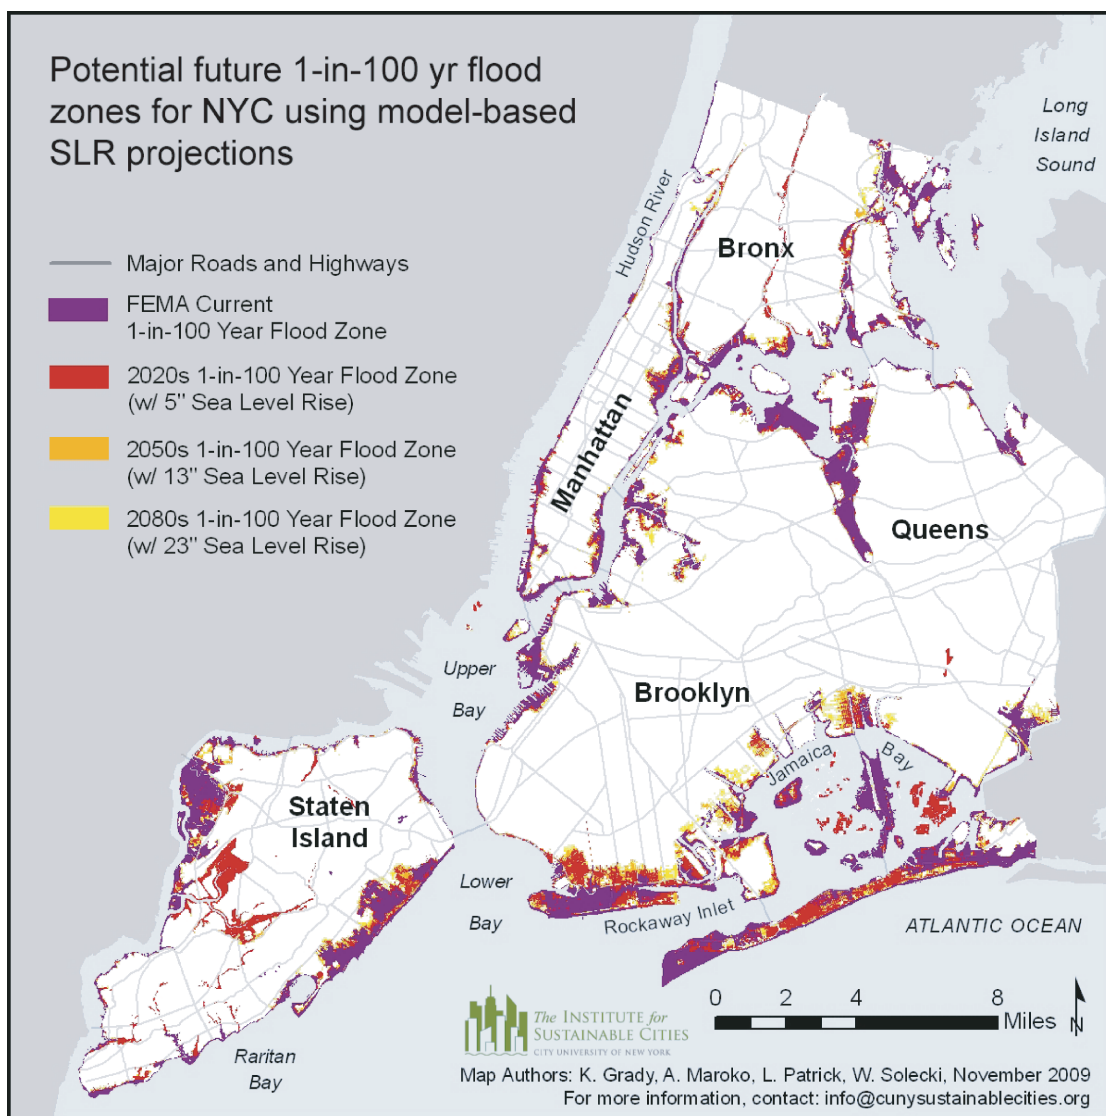 Potential future 1-in-100 yr flood
zones for NYC using model-based
SLR projections
Long
Island
Sound
Hudson River
Major Roads and Highways
FEMA Current
1-in-100 Year Flood Zone
2020s 1-in-100 Year Flood Zone
(w/ 5" Sea Level Rise)
2050s 1-in-100 Year Flood Zone
(w/ 13" Sea Level Rise)
2080s 1-in-100 Year Flood Zone
(w/ 23" Sea Level Rise)
Bronx
Manhattan
Queens
Upper
Bay
Brooklyn
Jamaica
Bay
Staten
Island
Lower
Bay
Rockaway Inlet
ATLANTIC OCEAN
Raritan
Bay
The INSTITUTE for
SUSTAINABLE CITIES
CITY UNIVERSITY OF NEW YORK
0 2 4 8
Miles
N
Map Authors: K. Grady, A. Maroko, L. Patrick, W. Solecki, November 2009
For more information, contact: info@cunysustainablecities.org